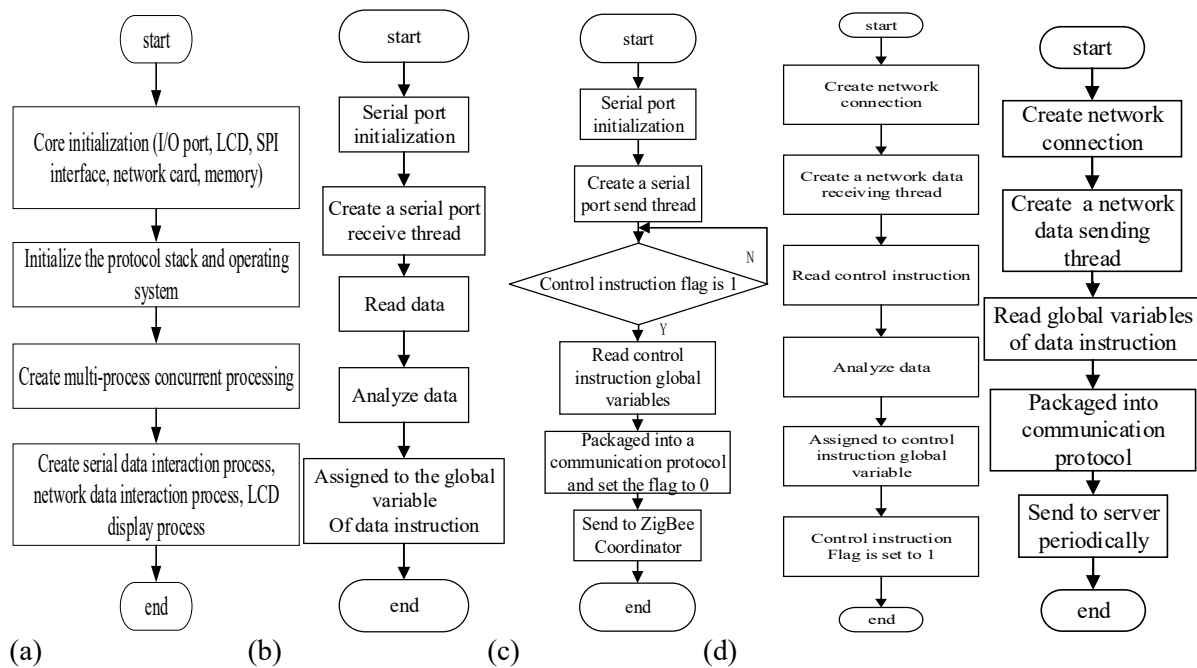 start
Core initialization (I/O port, LCD, SPI
interface, network card, memory)
Initialize the protocol stack and operating
system
Create multi-process concurrent processing
Create serial data interaction process,
network data interaction process, LCD
display process
end
(a)
start
Serial port
initialization
Create a serial port
receive thread
Read data
Analyze data
Assigned to the global
variable
Of data instruction
end
(b)
start
Serial port
initialization
Create a serial
port send thread
Control instruction flag is 1
N
Y
Read control
instruction global
variables
Packaged into a
communication protocol
and set the flag to 0
Send to ZigBee
Coordinator
end
(c)
start
Create network
connection
Create a network data
receiving thread
Read control instruction
Analyze data
Assigned to control
instruction global
variable
Control instruction
Flag is set to 1
end
(d)
start
Create network
connection
Create a network
data sending
thread
Read global variables
of data instruction
Packaged into
communication
protocol
Send to server
periodically
end